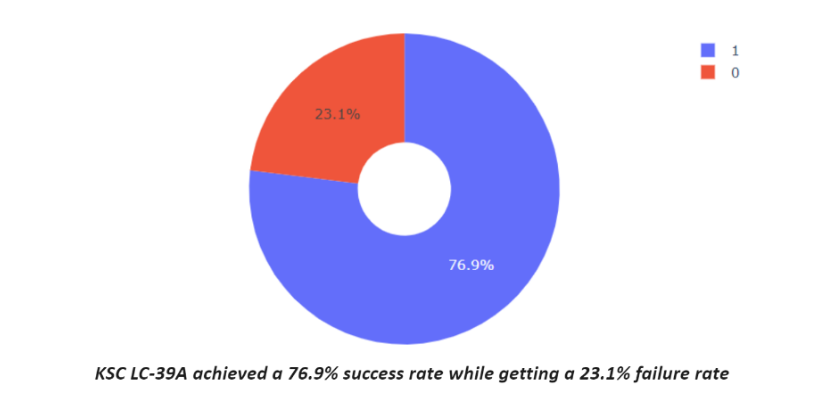 1
0
23.1%
76.9%
KSC LC-39A achieved a 76.9% success rate while getting a 23.1% failure rate